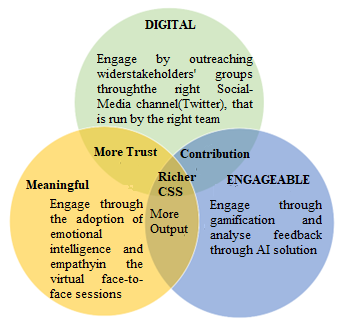 DIGITAL
Engage by outreaching
widerstakeholders' groups
throughthe right Social-
Media channel(Twitter), that
is run by the right team
More Trust
Contribution
Meaningful
Engage through
the adoption of
emotional
intelligence and
empathyin the
virtual face-to-
face sessions
Richer
CSS
More
Output
ENGAGEABLE
Engage through
gamification and
analyse feedback
through AI solution